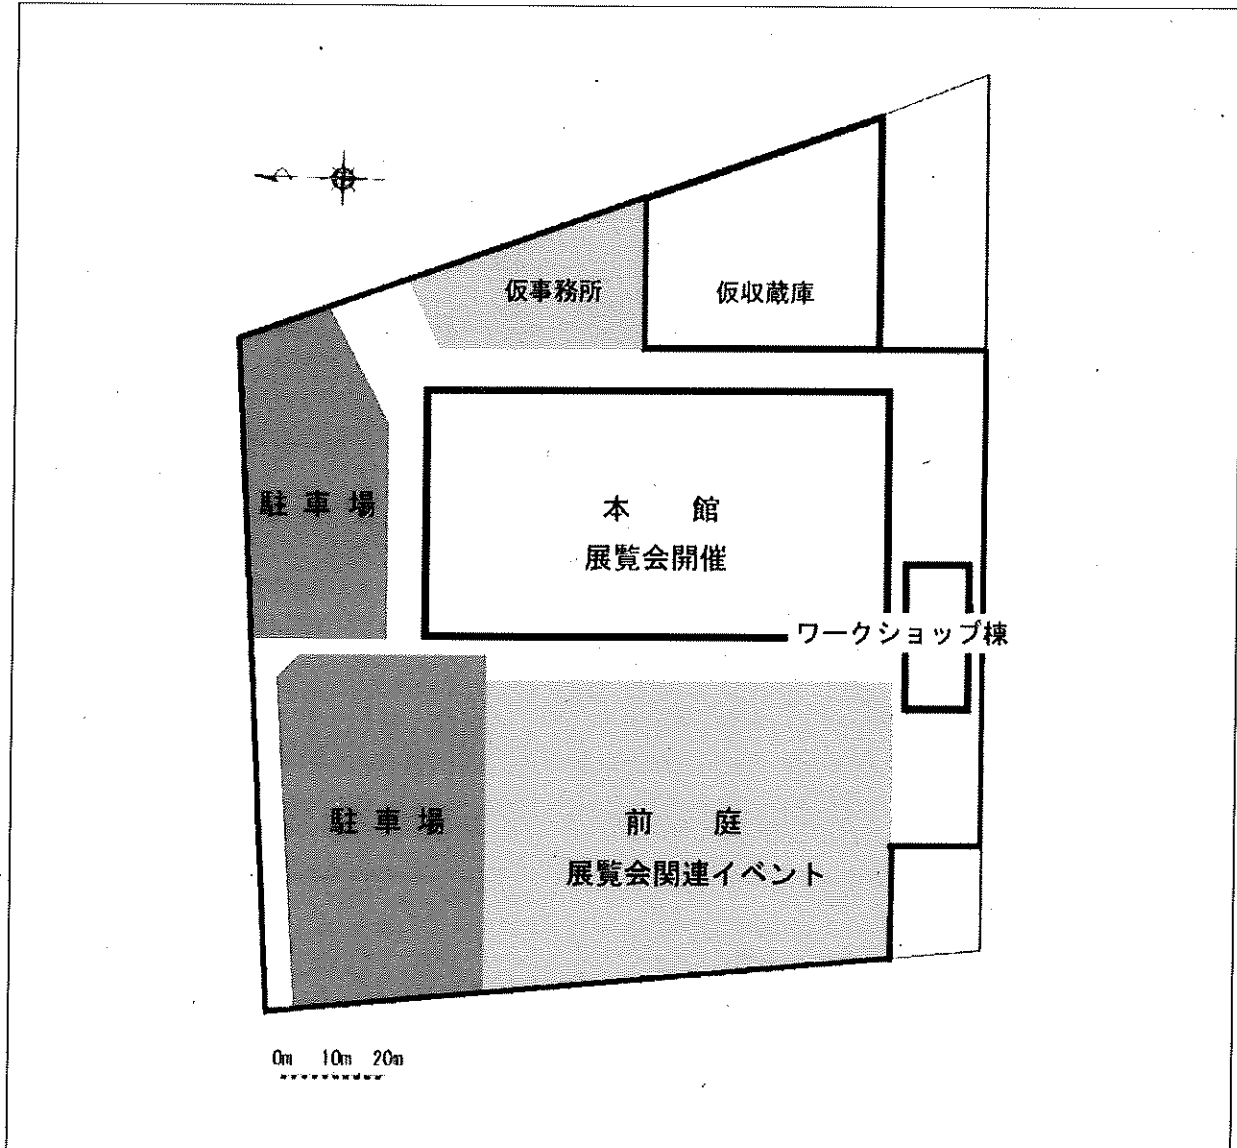 仮事務所
仮収蔵庫
駐車場
本　館
展覧会開催
ワークショップ棟
駐車場
前　庭
展覧会関連イベント
0m 10m 20m